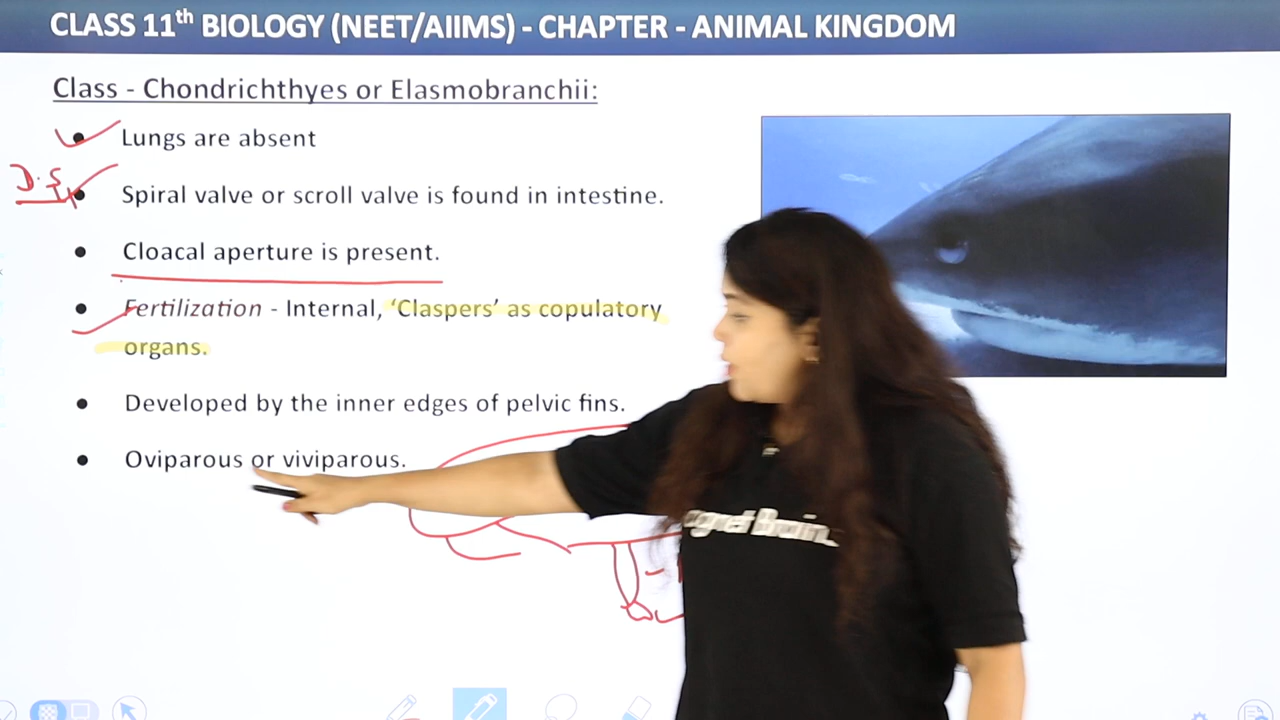 CLASS 11th BIOLOGY (NEET/AIIMS) - CHAPTER - ANIMAL KINGDOM
Class - Chondrichthyes or Elasmobranchii:
• Lungs are absent
D.S
• Spiral valve or scroll valve is found in intestine.
• Cloacal aperture is present.
• Fertilization - Internal, ‘Claspers’ as copulatory
organs.
• Developed by the inner edges of pelvic fins.
• Oviparous or viviparous.